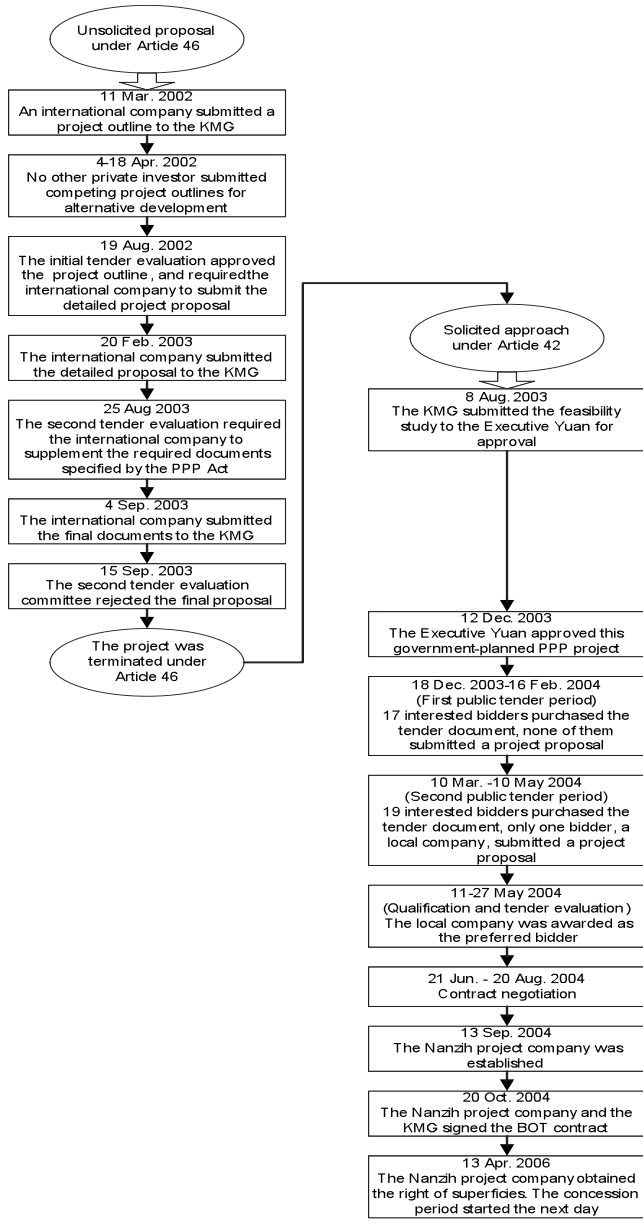 Unsolicited proposal
under Article 46
11 Mar. 2002
An international company submitted a
project outline to the KMG
4-18 Apr. 2002
No other private investor submitted
competing project outlines for
alternative development
19 Aug. 2002
The initial tender evaluation approved
the project outline, and requiredthe
international company to submit the
detailed project proposal
20 Feb. 2003
The international company submitted
the detailed proposal to the KMG
25 Aug 2003
The second tender evaluation required
the international company to
supplement the required documents
specified by the PPP Act
4 Sep. 2003
The international company submitted
the final documents to the KMG
15 Sep. 2003
The second tender evaluation
committee rejected the final proposal
The project was
terminated under
Article 46
Solicited approach
under Article 42
8 Aug. 2003
The KMG submitted the feasibility
study to the Executive Yuan for
approval
12 Dec. 2003
The Executive Yuan approved this
government-planned PPP project
18 Dec. 2003-16 Feb. 2004
(First public tender period)
17 interested bidders purchased the
tender document, none of them
submitted a project proposal
10 Mar. -10 May 2004
(Second public tender period)
19 interested bidders purchased the
tender document, only one bidder, a
local company, submitted a project
proposal
11-27 May 2004
(Qualification and tender evaluation)
The local company was awarded as
the preferred bidder
21 Jun. - 20 Aug. 2004
Contract negotiation
13 Sep. 2004
The Nanzih project company was
established
20 Oct. 2004
The Nanzih project company and the
KMG signed the BOT contract
13 Apr. 2006
The Nanzih project company obtained
the right of superficies. The concession
period started the next day